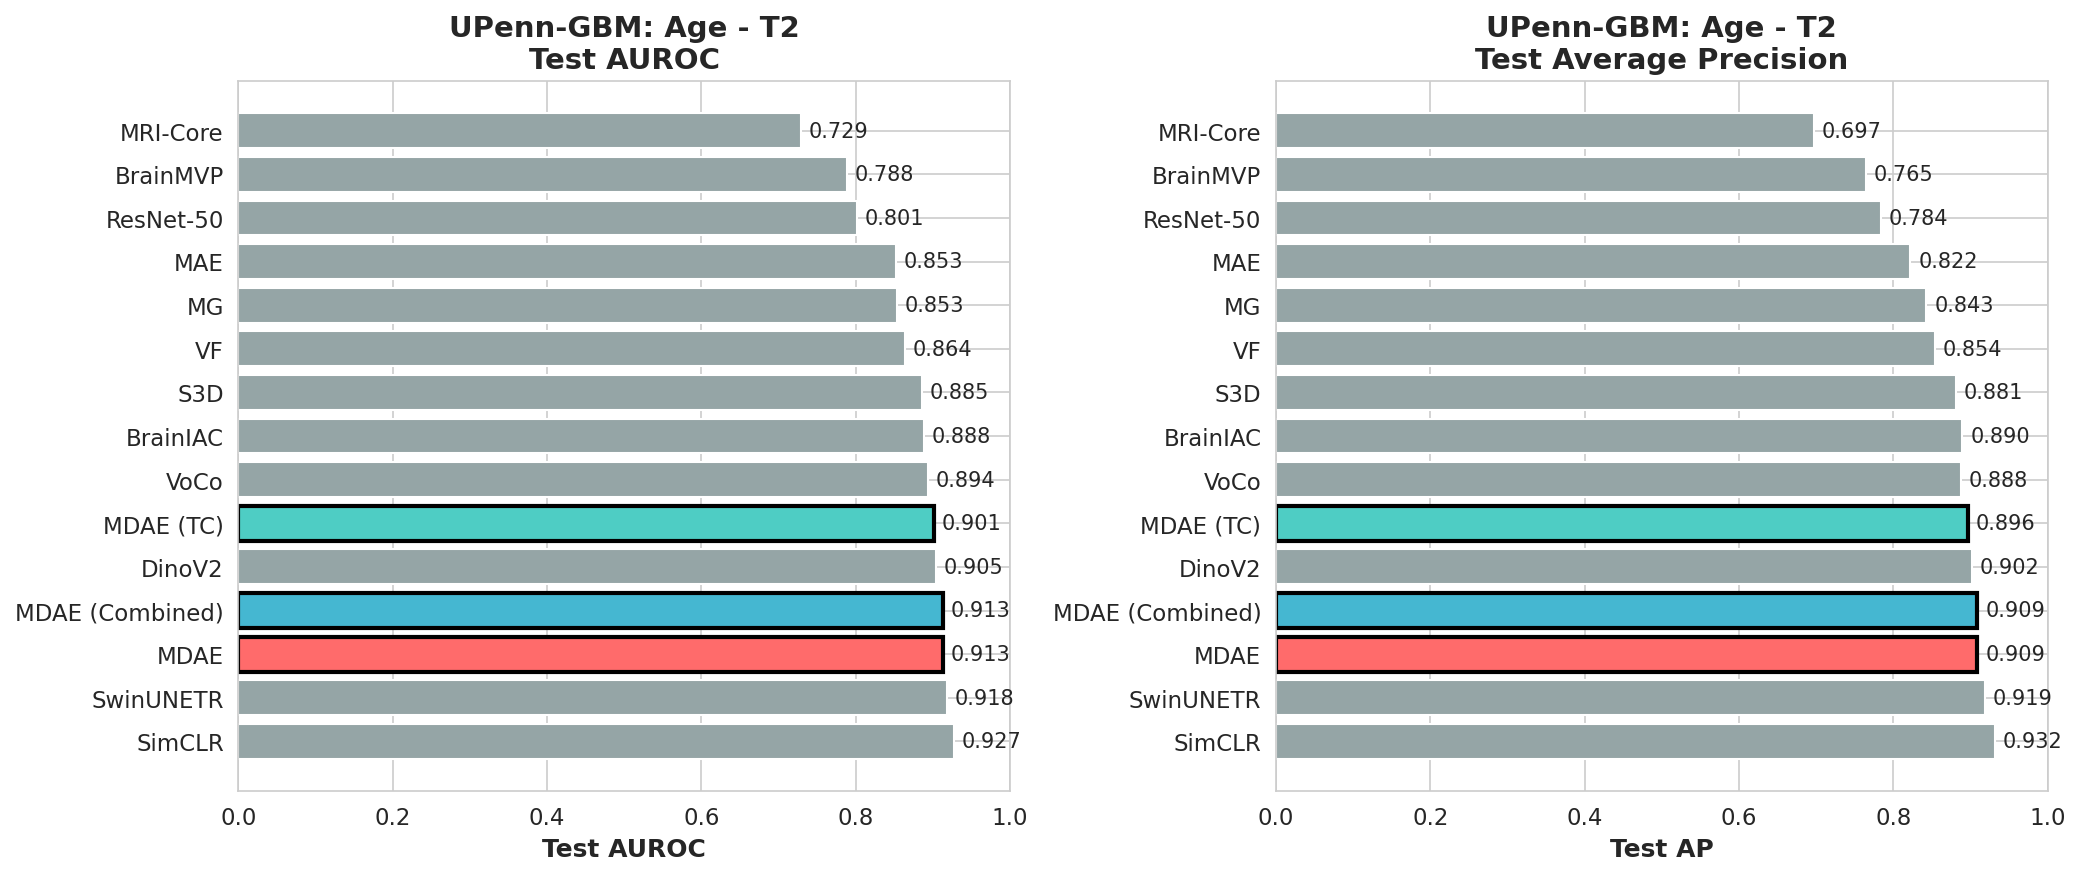 UPenn-GBM: Age - T2
Test AUROC
MRI-Core 0.729
BrainMVP 0.788
ResNet-50 0.801
MAE 0.853
MG 0.853
VF 0.864
S3D 0.885
BrainIAC 0.888
VoCo 0.894
MDAE (TC) 0.901
DinoV2 0.905
MDAE (Combined) 0.913
MDAE 0.913
SwinUNETR 0.918
SimCLR 0.927
0.0 0.2 0.4 0.6 0.8 1.0
Test AUROC
UPenn-GBM: Age - T2
Test Average Precision
MRI-Core 0.697
BrainMVP 0.765
ResNet-50 0.784
MAE 0.822
MG 0.843
VF 0.854
S3D 0.881
BrainIAC 0.890
VoCo 0.888
MDAE (TC) 0.896
DinoV2 0.902
MDAE (Combined) 0.909
MDAE 0.909
SwinUNETR 0.919
SimCLR 0.932
0.0 0.2 0.4 0.6 0.8 1.0
Test AP